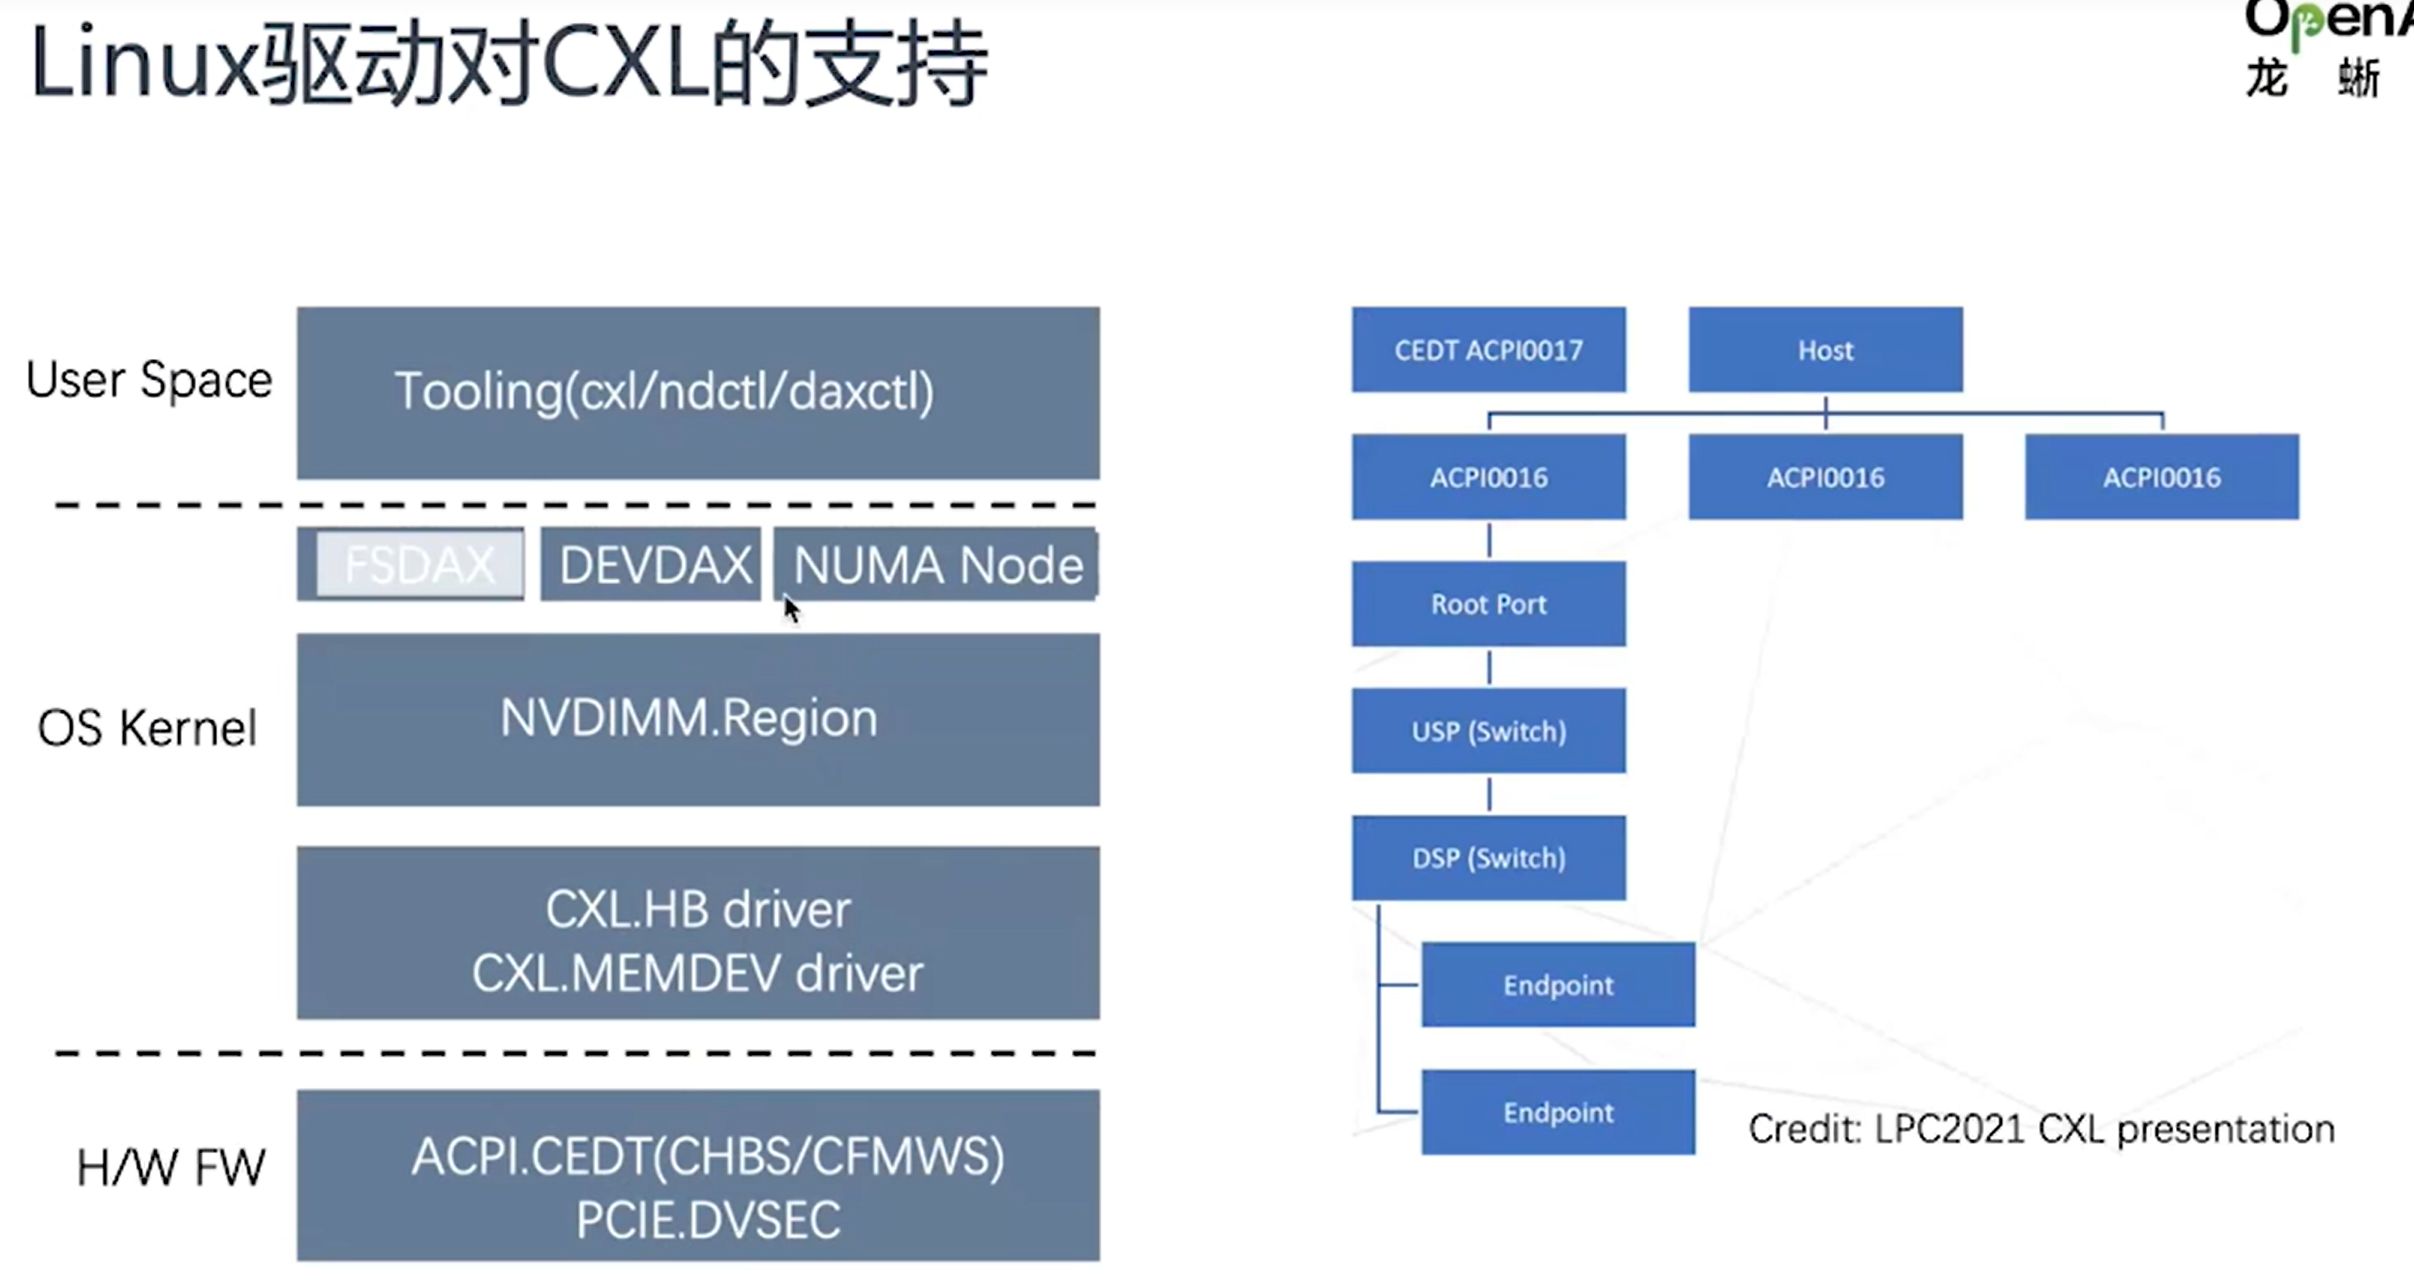 Linux驱动对CXL的支持
OpenA
龙 蜥
User Space
Tooling(cxl/ndctl/daxctl)
FSDAX
DEVDAX
NUMA Node
OS Kernel
NVDIMM.Region
CXL.HB driver
CXL.MEMDEV driver
H/W FW
ACPI.CEDT(CHBS/CFMWS)
PCIE.DVSEC
CEDT ACPI0017
Host
ACPI0016
ACPI0016
ACPI0016
Root Port
USP (Switch)
DSP (Switch)
Endpoint
Endpoint
Credit: LPC2021 CXL presentation